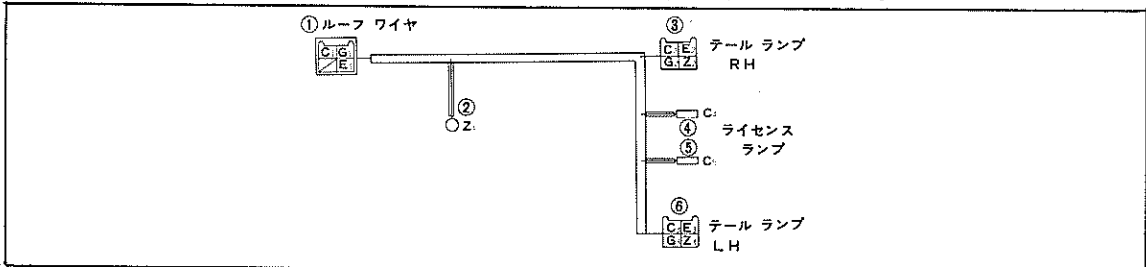 ① ルーフ ワイヤ
C G
E
② Z
③ テール ランプ
RH
C E
G Z
④ C
ライセンス
ランプ
⑤ C
⑥ テール ランプ
LH
C E
G Z